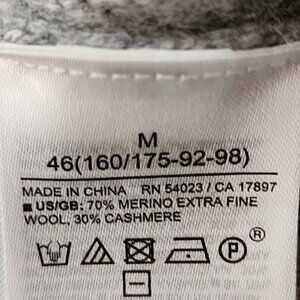 M
46(160/175-92-98)
MADE IN CHINA RN 54023 / CA 17897
■ US/GB: 70% MERINO EXTRA FINE
WOOL, 30% CASHMERE
P®